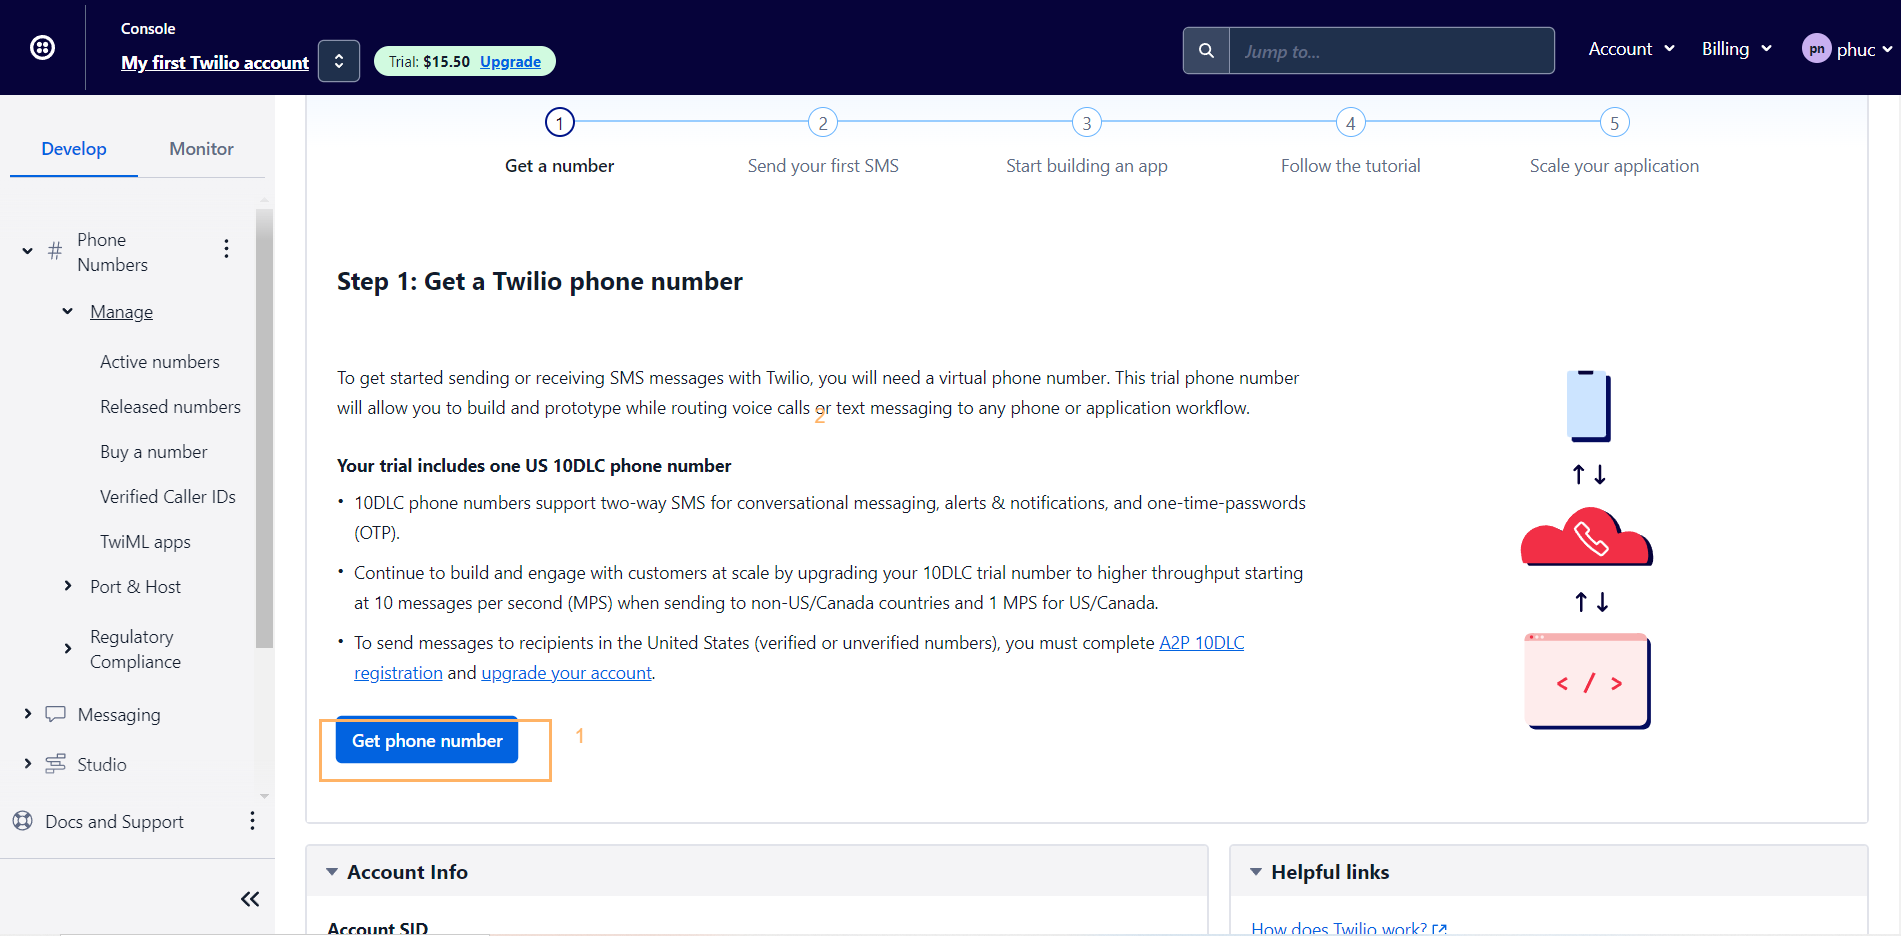 Console
My first Twilio account
Trial: $15.50 Upgrade
Jump to...
Account
Billing
pn
phuc
Develop
Monitor
# Phone
Numbers
Manage
Active numbers
Released numbers
Buy a number
Verified Caller IDs
TwiML apps
Port & Host
Regulatory
Compliance
Messaging
Studio
Docs and Support
1
2
3
4
5
Get a number
Send your first SMS
Start building an app
Follow the tutorial
Scale your application
Step 1: Get a Twilio phone number
To get started sending or receiving SMS messages with Twilio, you will need a virtual phone number. This trial phone number
will allow you to build and prototype while routing voice calls or text messaging to any phone or application workflow.
2
Your trial includes one US 10DLC phone number
• 10DLC phone numbers support two-way SMS for conversational messaging, alerts & notifications, and one-time-passwords
(OTP).
• Continue to build and engage with customers at scale by upgrading your 10DLC trial number to higher throughput starting
at 10 messages per second (MPS) when sending to non-US/Canada countries and 1 MPS for US/Canada.
• To send messages to recipients in the United States (verified or unverified numbers), you must complete A2P 10DLC
registration and upgrade your account.
Get phone number
1
</>
Account Info
Account SID
Helpful links
How does Twilio work?